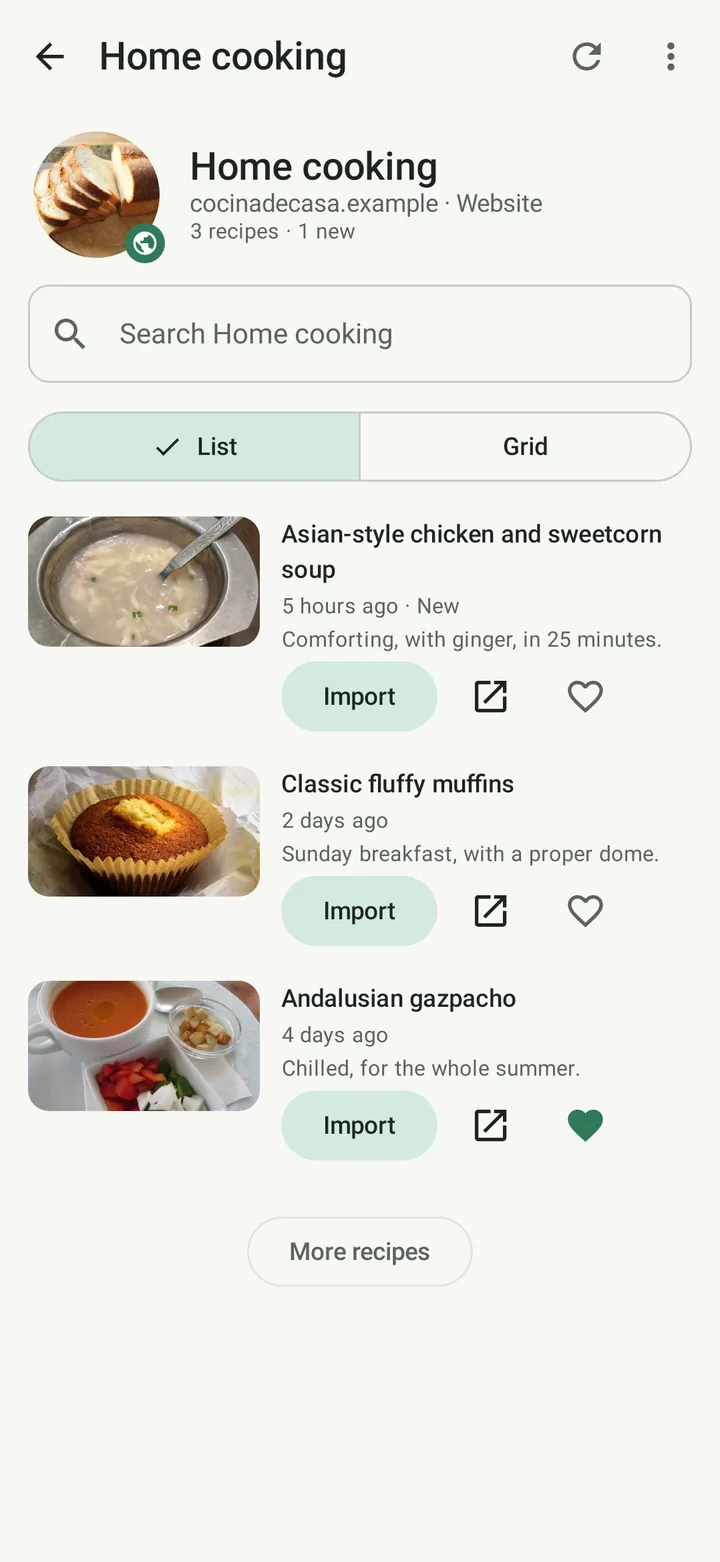 Home cooking
Home cooking
cocinadecasa.example · Website
3 recipes · 1 new
Search Home cooking
List
Grid
Asian-style chicken and sweetcorn
soup
5 hours ago · New
Comforting, with ginger, in 25 minutes.
Import
Classic fluffy muffins
2 days ago
Sunday breakfast, with a proper dome.
Import
Andalusian gazpacho
4 days ago
Chilled, for the whole summer.
Import
More recipes